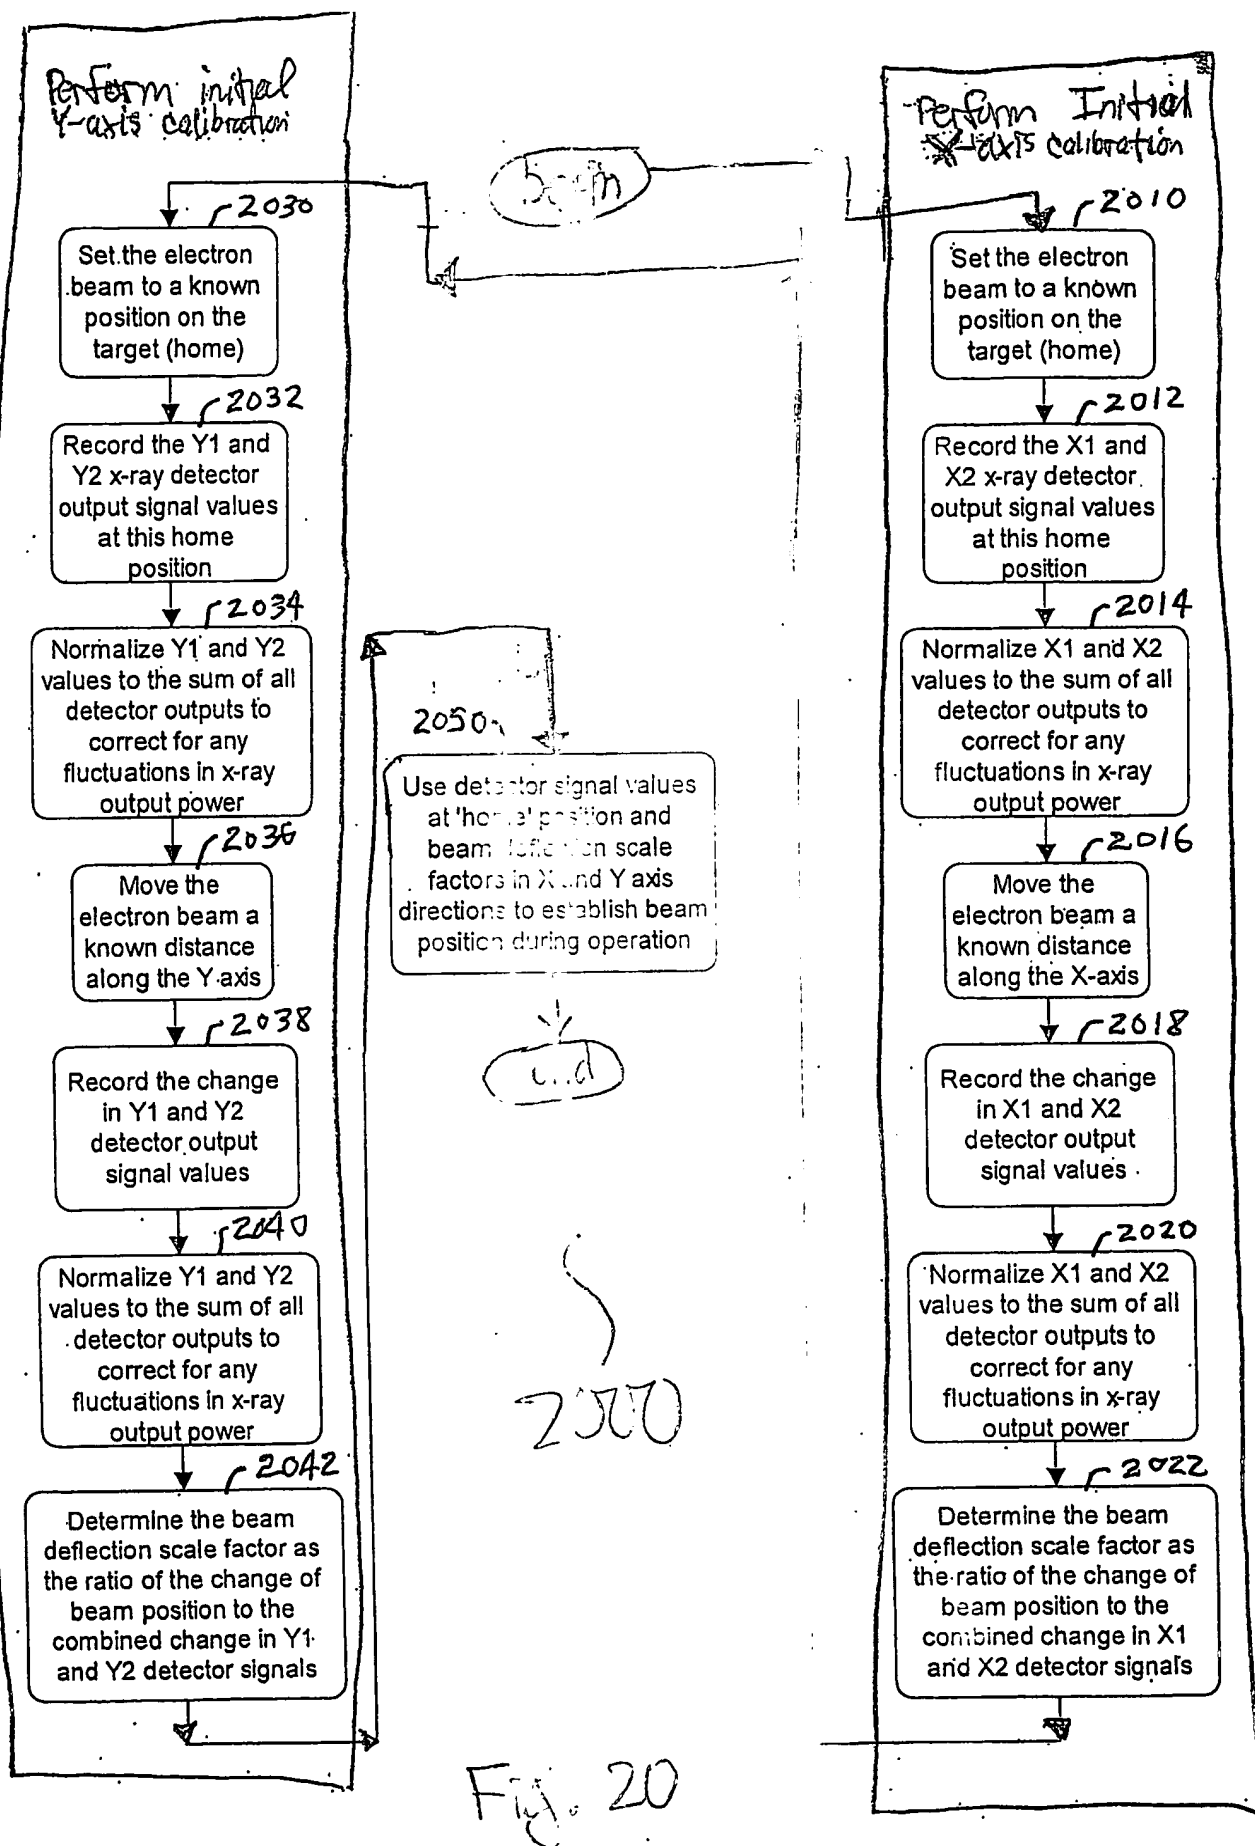 Perform initial
Y-axis calibration
2030
Set the electron
beam to a known
position on the
target (home)
2032
Record the Y1 and
Y2 x-ray detector
output signal values
at this home
position
2034
Normalize Y1 and Y2
values to the sum of all
detector outputs to
correct for any
fluctuations in x-ray
output power
2036
Move the
electron beam a
known distance
along the Y-axis
2038
Record the change
in Y1 and Y2
detector output
signal values
2040
Normalize Y1 and Y2
values to the sum of all
detector outputs to
correct for any
fluctuations in x-ray
output power
2042
Determine the beam
deflection scale factor as
the ratio of the change of
beam position to the
combined change in Y1
and Y2 detector signals
begin
2050
Use detector signal values
at 'home' position and
beam deflection scale
factors in X and Y axis
directions to establish beam
position during operation
end
2000
Fig. 20
Perform Initial
X-axis calibration
2010
Set the electron
beam to a known
position on the
target (home)
2012
Record the X1 and
X2 x-ray detector
output signal values
at this home
position
2014
Normalize X1 and X2
values to the sum of all
detector outputs to
correct for any
fluctuations in x-ray
output power
2016
Move the
electron beam a
known distance
along the X-axis
2018
Record the change
in X1 and X2
detector output
signal values
2020
Normalize X1 and X2
values to the sum of all
detector outputs to
correct for any
fluctuations in x-ray
output power
2022
Determine the beam
deflection scale factor as
the ratio of the change of
beam position to the
combined change in X1
and X2 detector signals